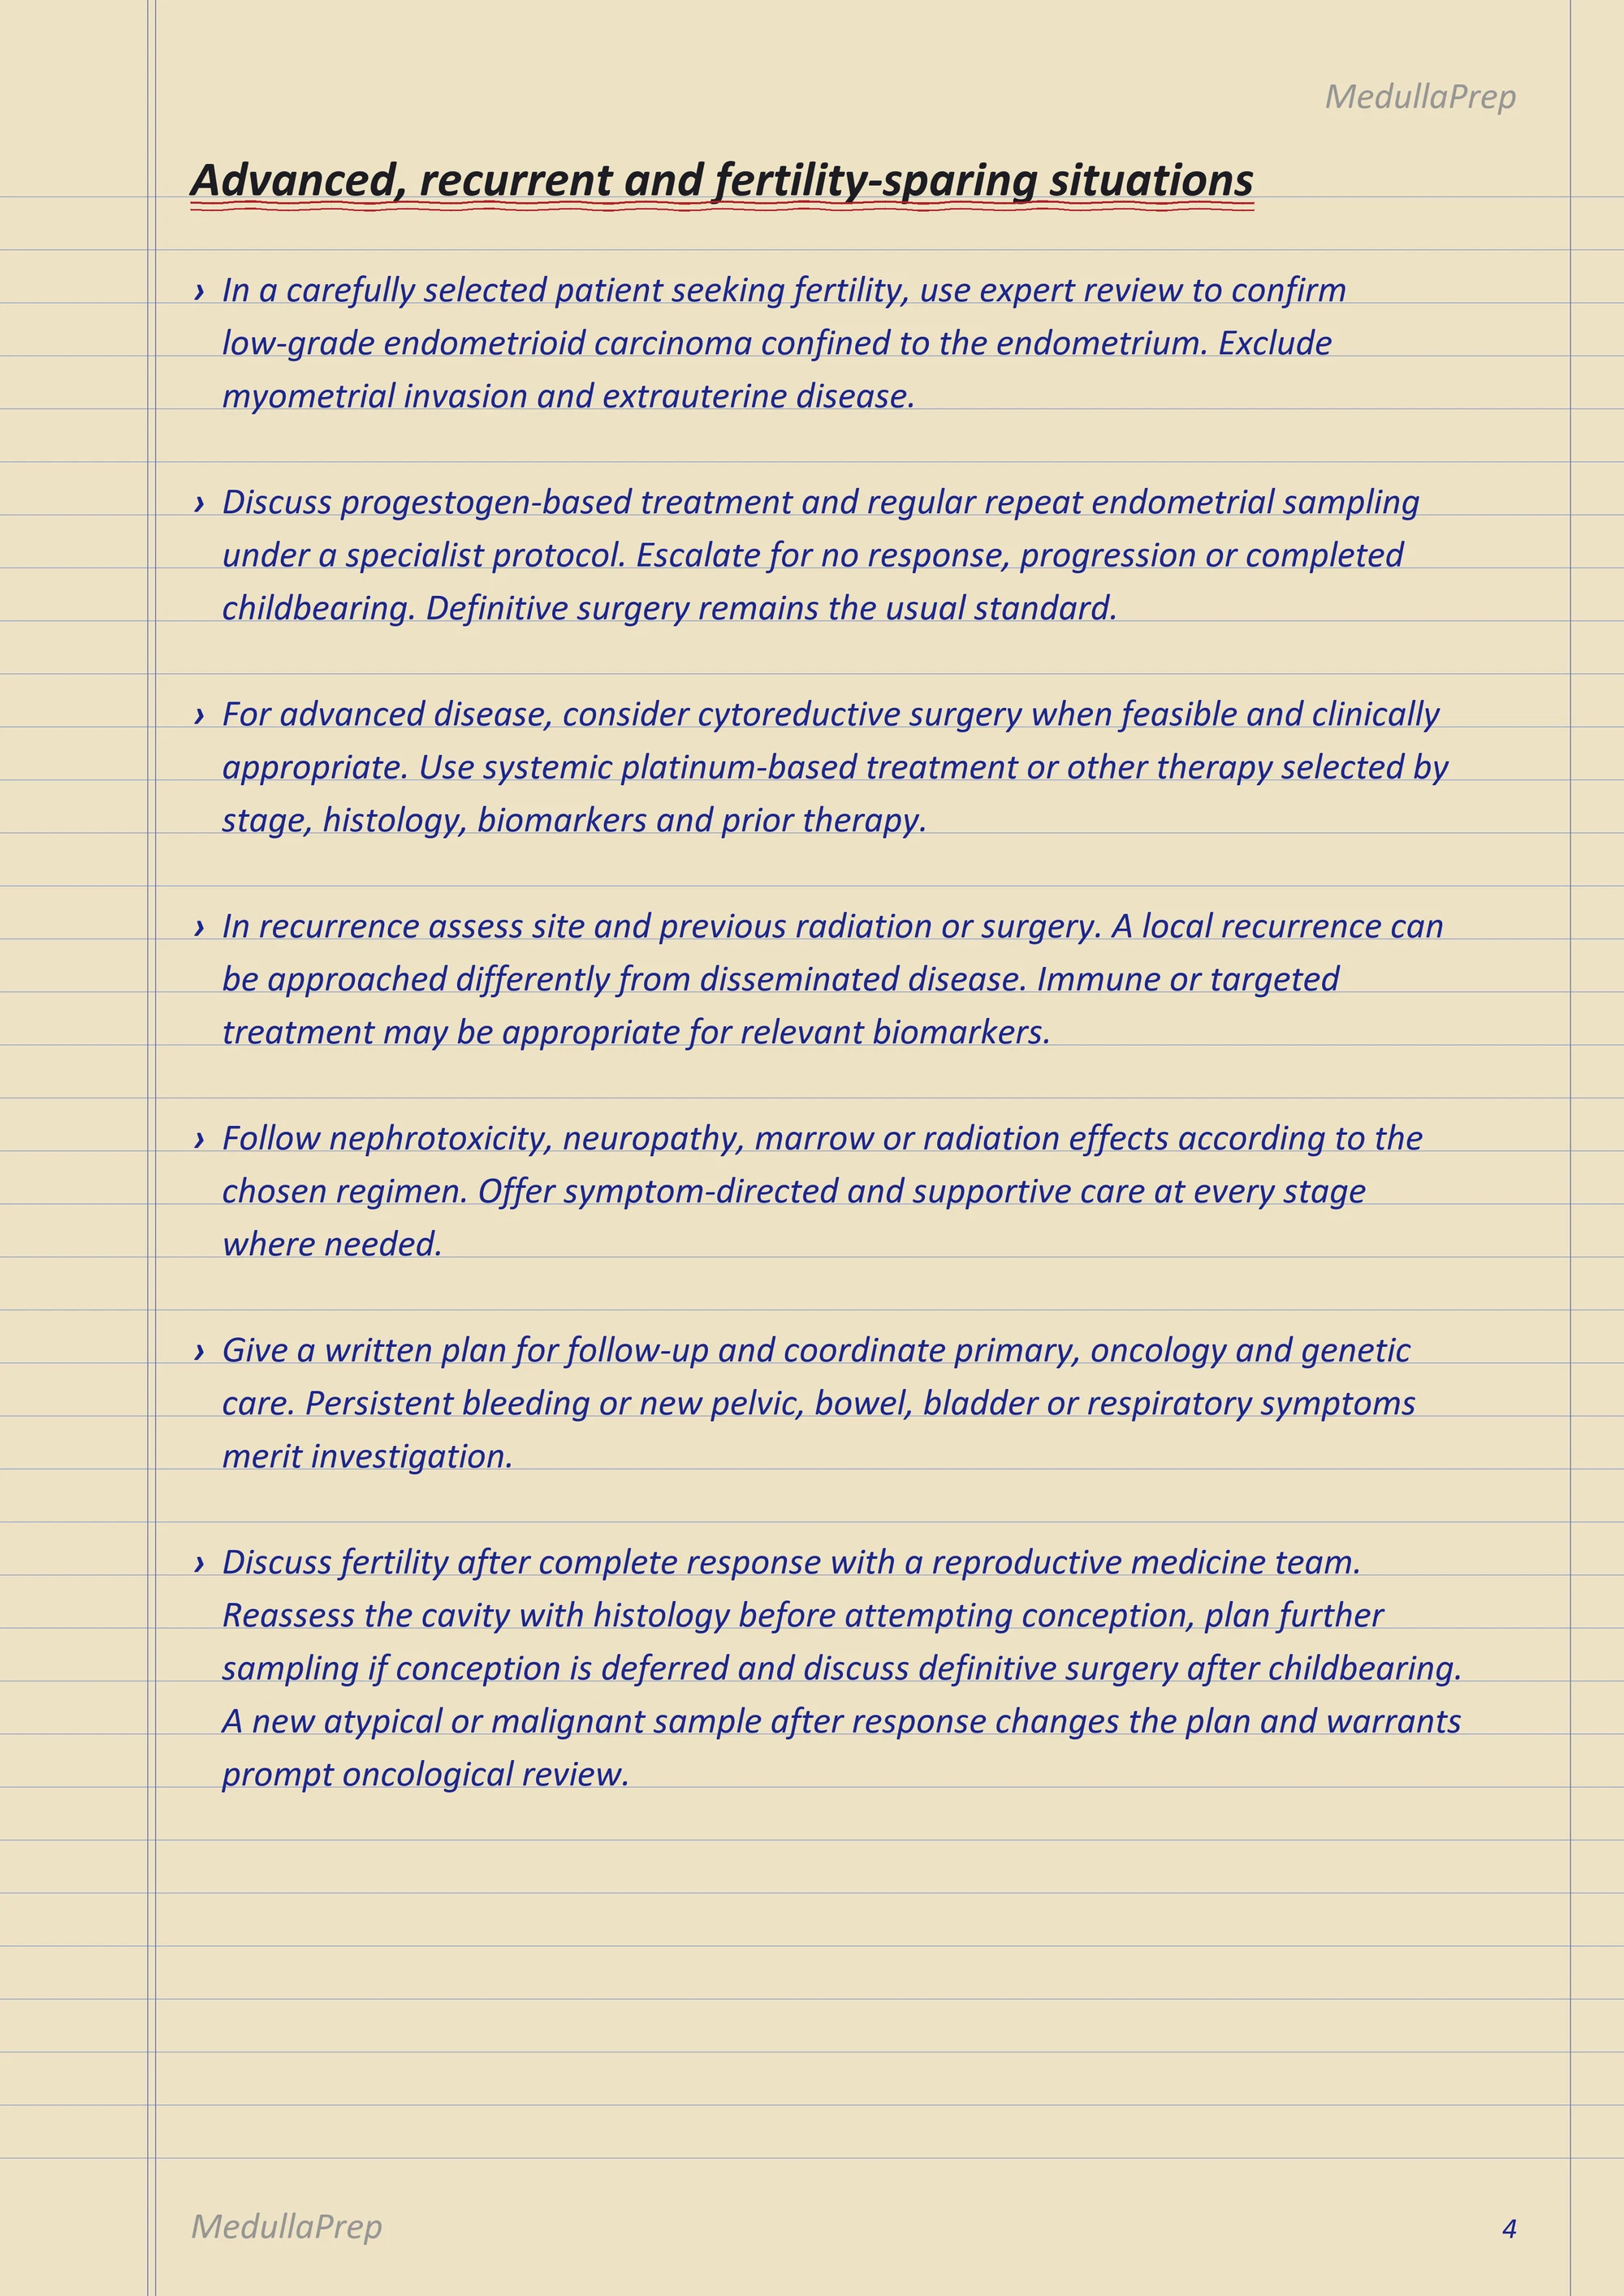 MedullaPrep
Advanced, recurrent and fertility-sparing situations
› In a carefully selected patient seeking fertility, use expert review to confirm
low-grade endometrioid carcinoma confined to the endometrium. Exclude
myometrial invasion and extrauterine disease.
› Discuss progestogen-based treatment and regular repeat endometrial sampling
under a specialist protocol. Escalate for no response, progression or completed
childbearing. Definitive surgery remains the usual standard.
› For advanced disease, consider cytoreductive surgery when feasible and clinically
appropriate. Use systemic platinum-based treatment or other therapy selected by
stage, histology, biomarkers and prior therapy.
› In recurrence assess site and previous radiation or surgery. A local recurrence can
be approached differently from disseminated disease. Immune or targeted
treatment may be appropriate for relevant biomarkers.
› Follow nephrotoxicity, neuropathy, marrow or radiation effects according to the
chosen regimen. Offer symptom-directed and supportive care at every stage
where needed.
› Give a written plan for follow-up and coordinate primary, oncology and genetic
care. Persistent bleeding or new pelvic, bowel, bladder or respiratory symptoms
merit investigation.
› Discuss fertility after complete response with a reproductive medicine team.
Reassess the cavity with histology before attempting conception, plan further
sampling if conception is deferred and discuss definitive surgery after childbearing.
A new atypical or malignant sample after response changes the plan and warrants
prompt oncological review.
MedullaPrep
4